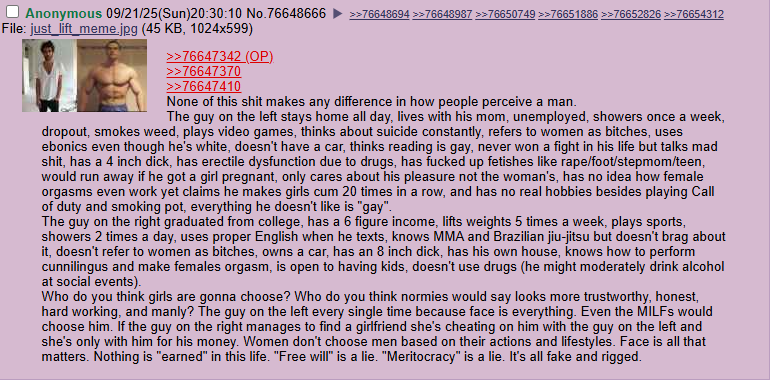 Anonymous 09/21/25(Sun)20:30:10 No.76648666 ▶ >>76648694 >>76648987 >>76650749 >>76651886 >>76652826 >>76654312
File: just_lift_meme.jpg (45 KB, 1024x599)
>>76647342 (OP)
>>76647370
>>76647410
None of this shit makes any difference in how people perceive a man.
The guy on the left stays home all day, lives with his mom, unemployed, showers once a week,
dropout, smokes weed, plays video games, thinks about suicide constantly, refers to women as bitches, uses
ebonics even though he's white, doesn't have a car, thinks reading is gay, never won a fight in his life but talks mad
shit, has a 4 inch dick, has erectile dysfunction due to drugs, has fucked up fetishes like rape/foot/stepmom/teen,
would run away if he got a girl pregnant, only cares about his pleasure not the woman's, has no idea how female
orgasms even work yet claims he makes girls cum 20 times in a row, and has no real hobbies besides playing Call
of duty and smoking pot, everything he doesn't like is "gay".
The guy on the right graduated from college, has a 6 figure income, lifts weights 5 times a week, plays sports,
showers 2 times a day, uses proper English when he texts, knows MMA and Brazilian jiu-jitsu but doesn't brag about
it, doesn't refer to women as bitches, owns a car, has an 8 inch dick, has his own house, knows how to perform
cunnilingus and make females orgasm, is open to having kids, doesn't use drugs (he might moderately drink alcohol
at social events).
Who do you think girls are gonna choose? Who do you think normies would say looks more trustworthy, honest,
hard working, and manly? The guy on the left every single time because face is everything. Even the MILFs would
choose him. If the guy on the right manages to find a girlfriend she's cheating on him with the guy on the left and
she's only with him for his money. Women don't choose men based on their actions and lifestyles. Face is all that
matters. Nothing is "earned" in this life. "Free will" is a lie. "Meritocracy" is a lie. It's all fake and rigged.